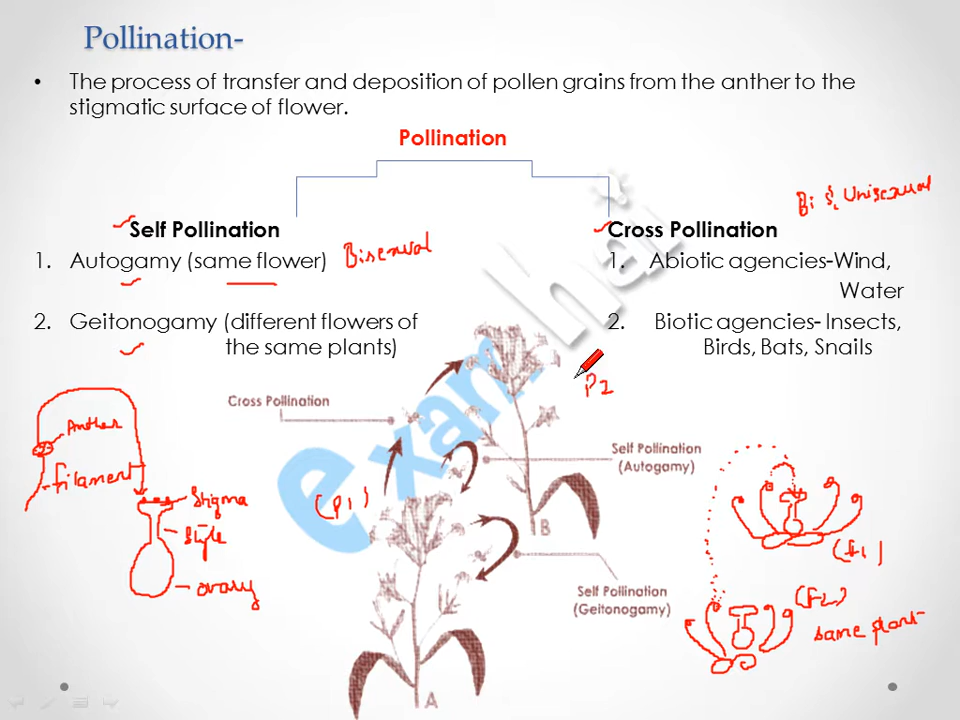 Pollination-
• The process of transfer and deposition of pollen grains from the anther to the
stigmatic surface of flower.
Pollination
Bi & Unisexual
Self Pollination
1. Autogamy (same flower) Bisexual
2. Geitonogamy (different flowers of
the same plants)
Cross Pollination
1. Abiotic agencies-Wind,
Water
2. Biotic agencies- Insects,
Birds, Bats, Snails
P2
Cross Pollination
Anther
filament
Stigma
Style
ovary
(P1)
Self Pollination
(Autogamy)
B
Self Pollination
(Geitonogamy)
A
(F1)
(F2)
Same plant
exam hai